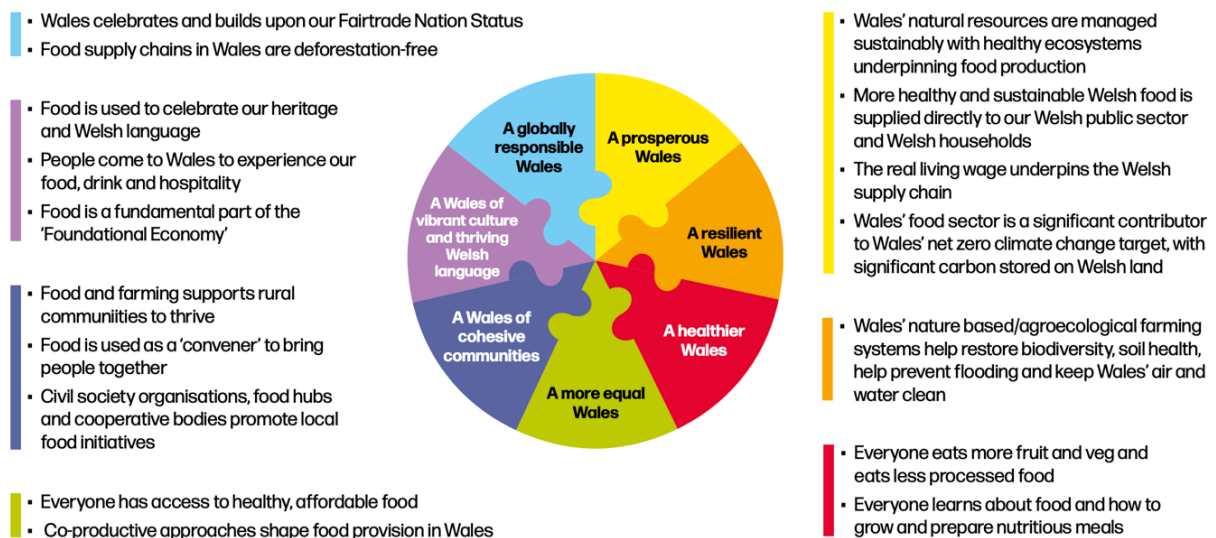 ▪ Wales celebrates and builds upon our Fairtrade Nation Status
▪ Food supply chains in Wales are deforestation-free
▪ Food is used to celebrate our heritage
and Welsh language
▪ People come to Wales to experience our
food, drink and hospitality
▪ Food is a fundamental part of the
‘Foundational Economy’
▪ Food and farming supports rural
communiities to thrive
▪ Food is used as a ‘convener’ to bring
people together
▪ Civil society organisations, food hubs
and cooperative bodies promote local
food initiatives
▪ Everyone has access to healthy, affordable food
▪ Co-productive approaches shape food provision in Wales
A globally
responsible
Wales
A prosperous
Wales
A resilient
Wales
A healthier
Wales
A more equal
Wales
A Wales of
cohesive
communities
A Wales of
vibrant culture
and thriving
Welsh
language
▪ Wales’ natural resources are managed
sustainably with healthy ecosystems
underpinning food production
▪ More healthy and sustainable Welsh food is
supplied directly to our Welsh public sector
and Welsh households
▪ The real living wage underpins the Welsh
supply chain
▪ Wales’ food sector is a significant contributor
to Wales’ net zero climate change target, with
significant carbon stored on Welsh land
▪ Wales’ nature based/agroecological farming
systems help restore biodiversity, soil health,
help prevent flooding and keep Wales’ air and
water clean
▪ Everyone eats more fruit and veg and
eats less processed food
▪ Everyone learns about food and how to
grow and prepare nutritious meals